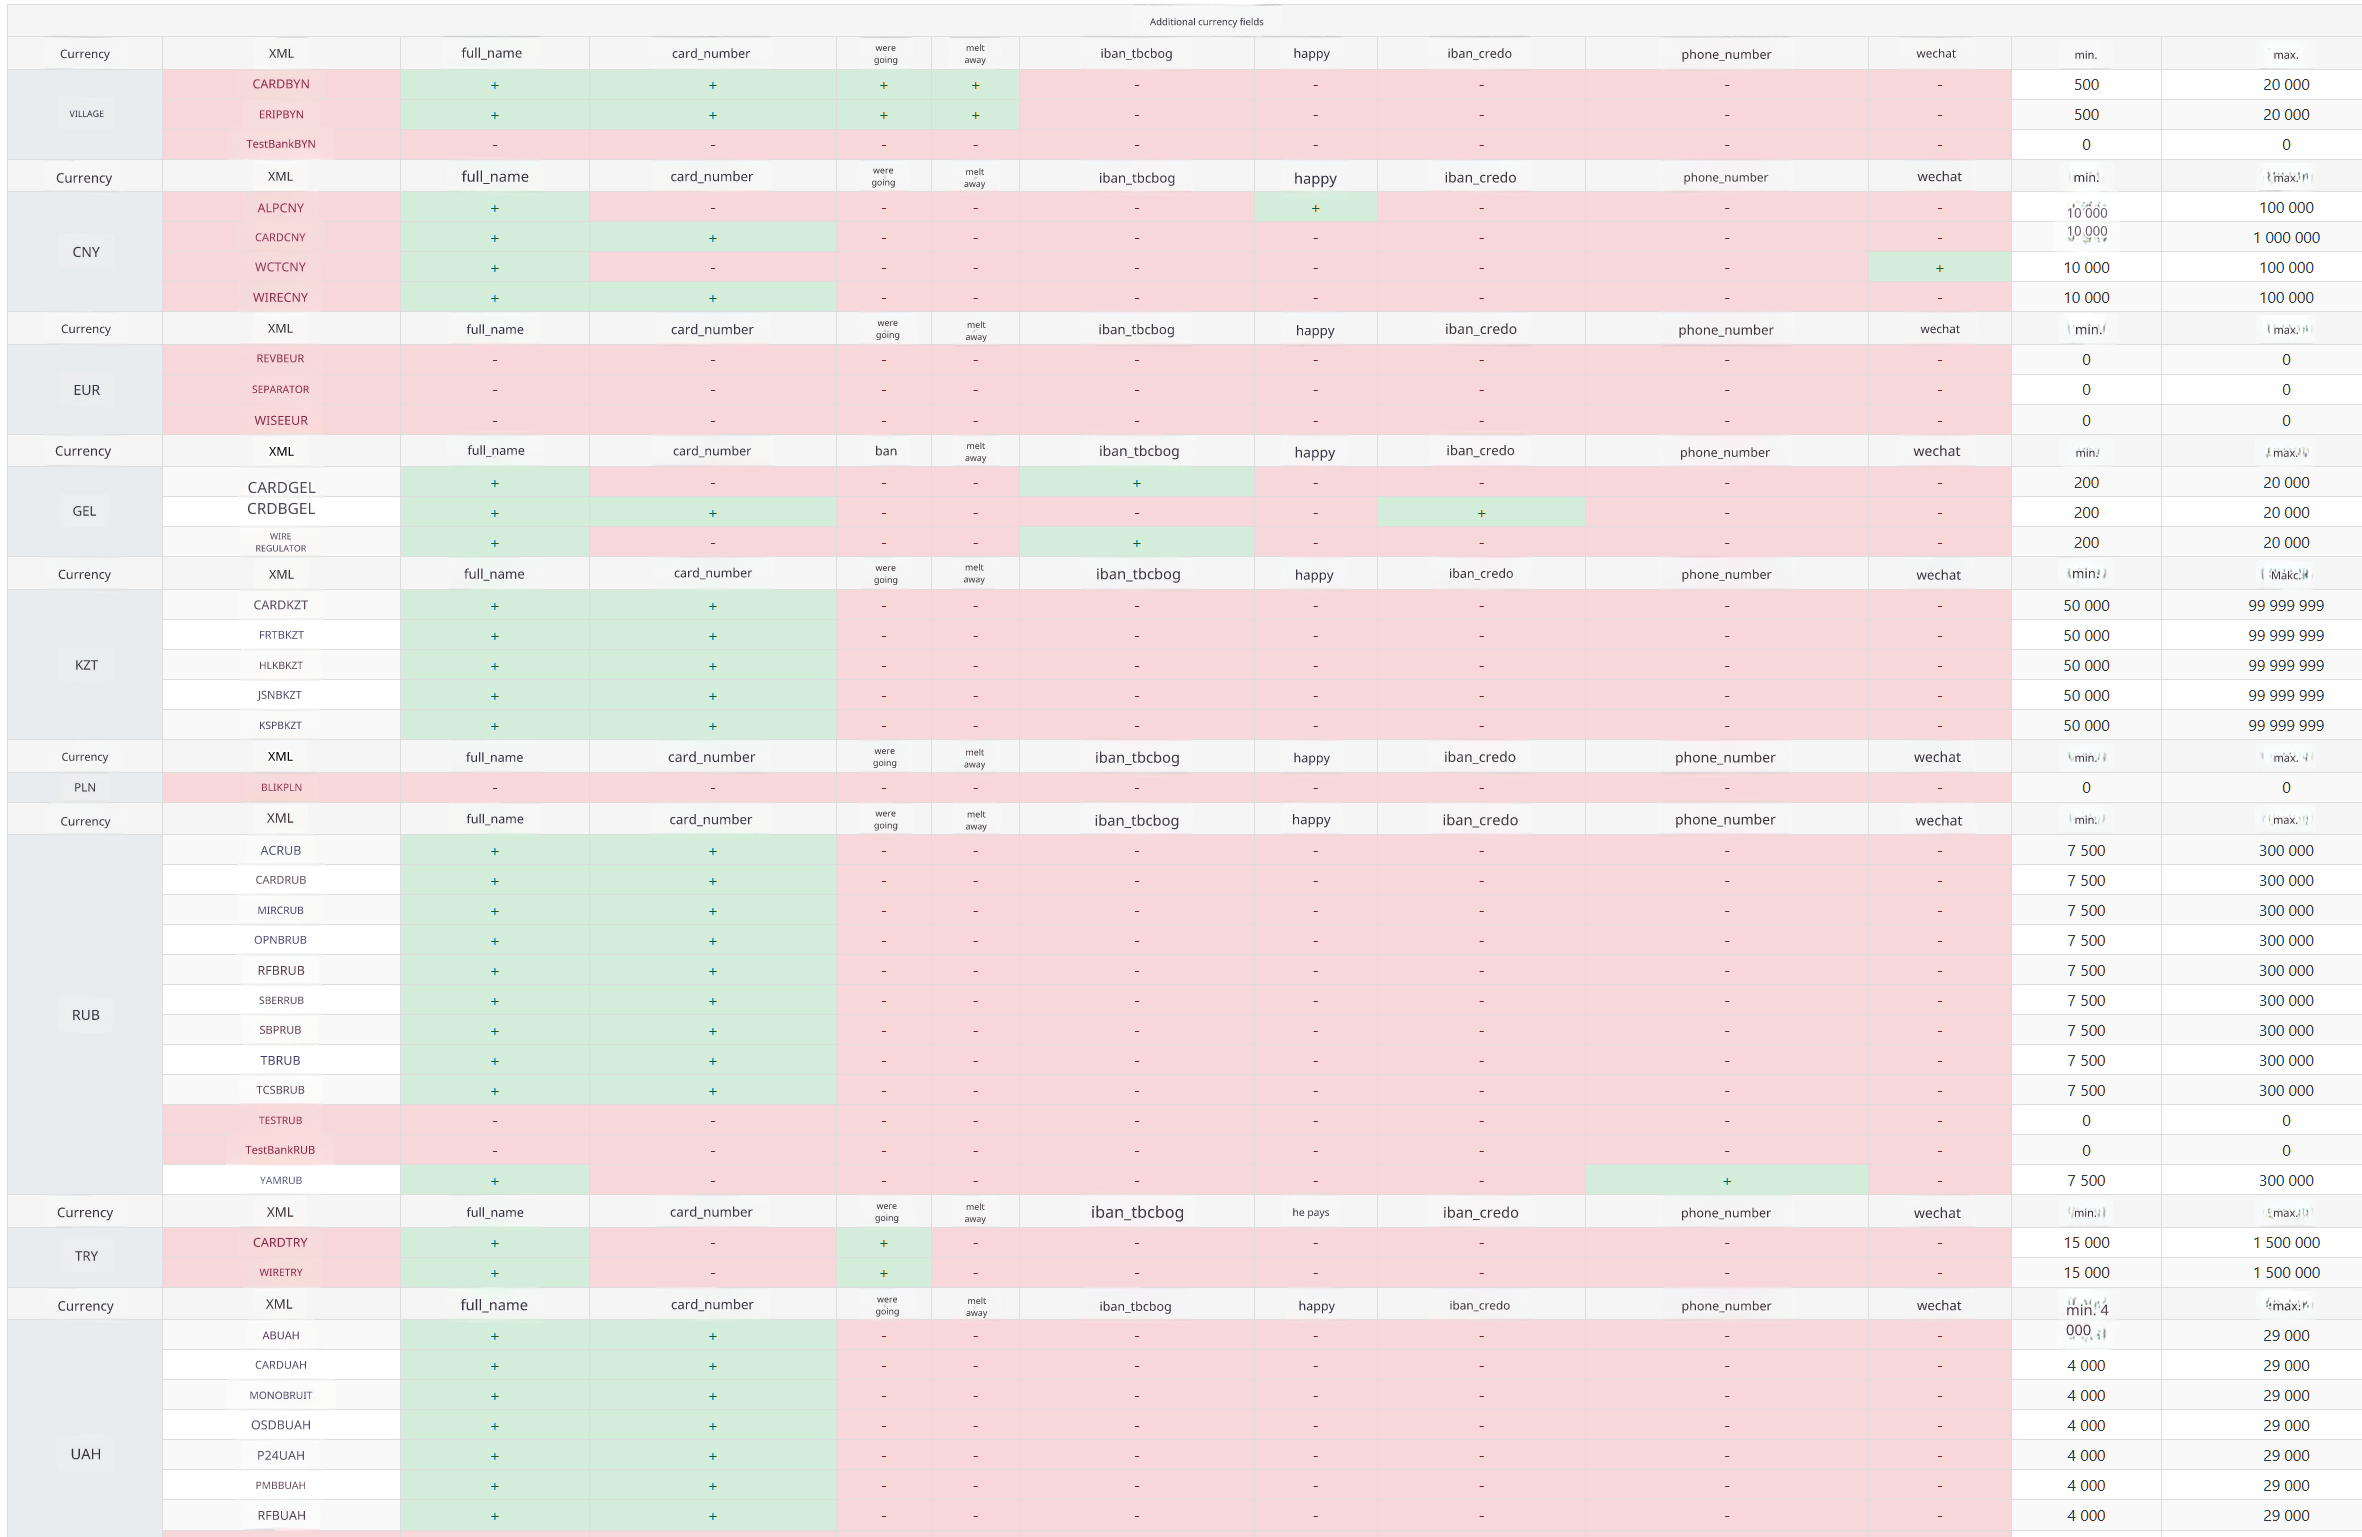 Additional currency fields
Currency XML full_name card_number were going melt away iban_tbcbog happy iban_credo phone_number wechat min. max.
VILLAGE
CARDBYN + + + + - - - - - 500 20 000
ERIPBYN + + + + - - - - - 500 20 000
TestBankBYN - - - - - - - - - 0 0
Currency XML full_name card_number were going melt away iban_tbcbog happy iban_credo phone_number wechat min. max.
CNY
ALPCNY + - - - - + - - - 10 000 100 000
CARDCNY + + - - - - - - - 10 000 1 000 000
WCTCNY + - - - - - - - + 10 000 100 000
WIRECNY + + - - - - - - - 10 000 100 000
Currency XML full_name card_number were going melt away iban_tbcbog happy iban_credo phone_number wechat min. max.
EUR
REVBEUR - - - - - - - - - 0 0
SEPARATOR - - - - - - - - - 0 0
WISEEUR - - - - - - - - - 0 0
Currency XML full_name card_number ban melt away iban_tbcbog happy iban_credo phone_number wechat min. max.
GEL
CARDGEL + - - - + - - - - 200 20 000
CRDBGEL + + - - - - + - - 200 20 000
WIRE REGULATOR + - - - + - - - - 200 20 000
Currency XML full_name card_number were going melt away iban_tbcbog happy iban_credo phone_number wechat min. Макс.
KZT
CARDKZT + + - - - - - - - 50 000 99 999 999
FRTBKZT + + - - - - - - - 50 000 99 999 999
HLKBKZT + + - - - - - - - 50 000 99 999 999
JSNBKZT + + - - - - - - - 50 000 99 999 999
KSPBKZT + + - - - - - - - 50 000 99 999 999
Currency XML full_name card_number were going melt away iban_tbcbog happy iban_credo phone_number wechat min. max.
PLN BLIKPLN - - - - - - - - - 0 0
Currency XML full_name card_number were going melt away iban_tbcbog happy iban_credo phone_number wechat min. max.
RUB
ACRUB + + - - - - - - - 7 500 300 000
CARDRUB + + - - - - - - - 7 500 300 000
MIRCRUB + + - - - - - - - 7 500 300 000
OPNBRUB + + - - - - - - - 7 500 300 000
RFBRUB + + - - - - - - - 7 500 300 000
SBERRUB + + - - - - - - - 7 500 300 000
SBPRUB + + - - - - - - - 7 500 300 000
TBRUB + + - - - - - - - 7 500 300 000
TCSBRUB + + - - - - - - - 7 500 300 000
TESTRUB - - - - - - - - - 0 0
TestBankRUB - - - - - - - - - 0 0
YAMRUB + - - - - - - + - 7 500 300 000
Currency XML full_name card_number were going melt away iban_tbcbog he pays iban_credo phone_number wechat min. max.
TRY
CARDTRY + - + - - - - - - 15 000 1 500 000
WIRETRY + - + - - - - - - 15 000 1 500 000
Currency XML full_name card_number were going melt away iban_tbcbog happy iban_credo phone_number wechat min. 4 max.
UAH
ABUAH + + - - - - - - - 000 29 000
CARDUAH + + - - - - - - - 4 000 29 000
MONOBRUIT + + - - - - - - - 4 000 29 000
OSDBUAH + + - - - - - - - 4 000 29 000
P24UAH + + - - - - - - - 4 000 29 000
PMBBUAH + + - - - - - - - 4 000 29 000
RFBUAH + + - - - - - - - 4 000 29 000